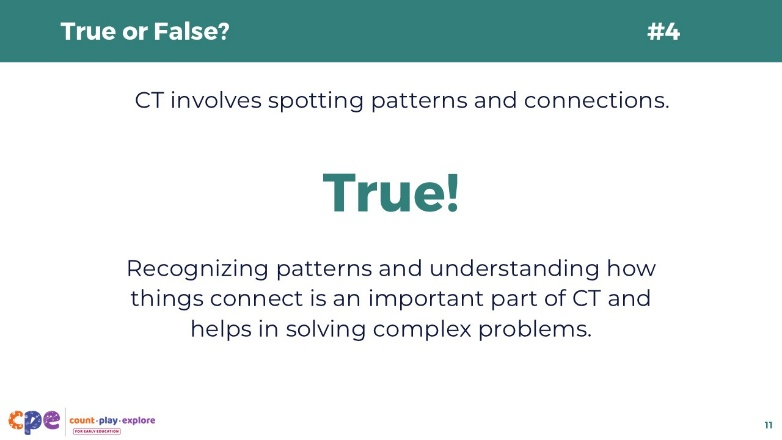 True or False?
#4
CT involves spotting patterns and connections.
True!
Recognizing patterns and understanding how
things connect is an important part of CT and
helps in solving complex problems.
cpe
count·play·explore
FOR EARLY EDUCATION
11